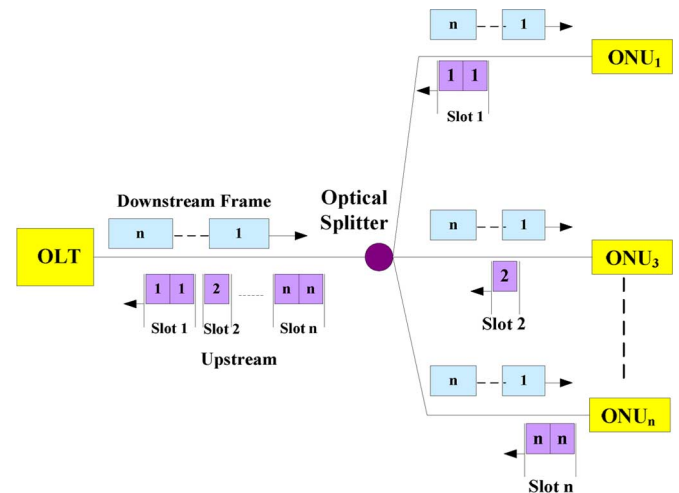 n 1
ONU1
1 1
Slot 1
Downstream Frame
Optical
Splitter
n 1
n 1
OLT
ONU3
1 1 2 n n
2
Slot 1 Slot 2 Slot n
Slot 2
Upstream
n 1
ONUn
n n
Slot n